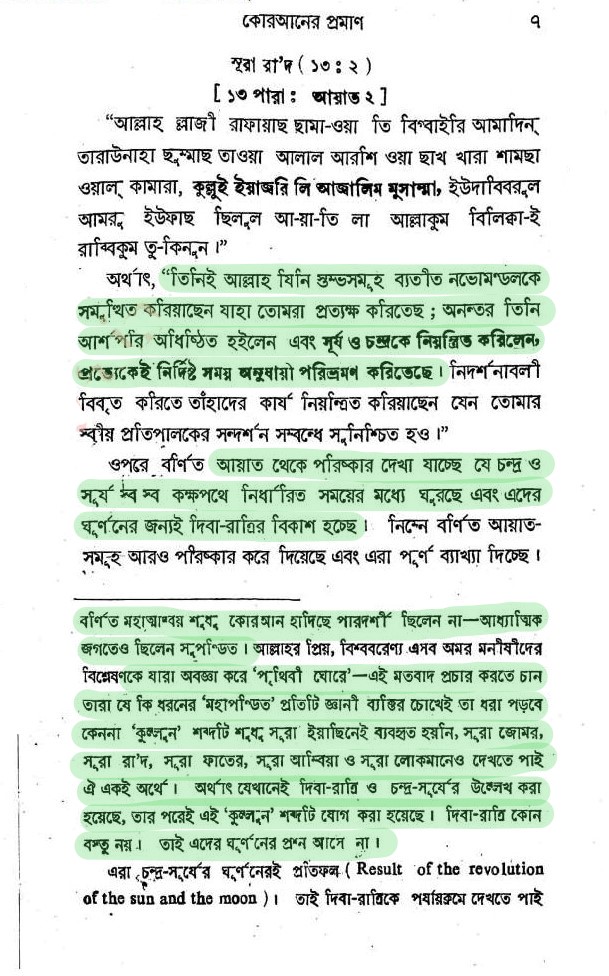 কোরআনের প্রমাণ ৭
সূরা রা'দ ( ১৩ : ২ )
[ ১৩ পারা : আয়াত ২ ]
“আল্লাহ ল্লাজী রাফায়াছ ছামা-ওয়া তি বিগ্বাইরি আমাদিন্
তারাউনাহা ছুম্মাছ তাওয়া আলাল আরশি ওয়া ছাখ খারা শামছা
ওয়াল্ কামারা, কুল্লুই ইয়াজরি লি আজালিম মুসাম্মা, ইউদাব্বিরুল
আমরু ইউফাছ ছিলুল আ-য়া-তি লা আল্লাকুম বিলিক্বা-ই
রাব্বিকুম তু-কিনুন ।”
অর্থাৎ, “তিনিই আল্লাহ যিনি স্তম্ভসমূহ ব্যতীত নভোমন্ডলকে
সমুত্থিত করিয়াছেন যাহা তোমরা প্রত্যক্ষ করিতেছ ; অনন্তর তিনি
আর্শপরি অধিষ্ঠিত হইলেন এবং সূর্য ও চন্দ্রকে নিয়ন্ত্রিত করিলেন,
প্রত্যেকেই নির্দিষ্ট সময় অনুযায়ী পরিভ্রমণ করিতেছে । নিদর্শনাবলী
বিবৃত করিতে তাঁহাদের কার্য নিয়ন্ত্রিত করিয়াছেন যেন তোমার
স্বীয় প্রতিপালকের সন্দর্শন সম্বন্ধে সুনিশ্চিত হও ।”
ওপরে বর্ণিত আয়াত থেকে পরিষ্কার দেখা যাচ্ছে যে চন্দ্র ও
সূর্য স্ব স্ব কক্ষপথে নির্ধারিত সময়ের মধ্যে ঘুরছে এবং এদের
ঘূর্ণনের জন্যই দিবা-রাত্রির বিকাশ হচ্ছে । নিম্নে বর্ণিত আয়াত-
সমূহ আরও পরিষ্কার করে দিয়েছে এবং এরা পূর্ণ ব্যাখ্যা দিচ্ছে ।
বর্ণিত মহাত্মাদ্বয় শুধু কোরআন হাদিছে পারদর্শী ছিলেন না—আধ্যাত্মিক
জগতেও ছিলেন সুপন্ডিত । আল্লাহর প্রিয়, বিশ্ববরেণ্য এসব অমর মনীষীদের
বিশ্লেষণকে যারা অবজ্ঞা করে ‘পৃথিবী ঘোরে’—এই মতবাদ প্রচার করতে চান
তারা যে কি ধরনের ‘মহাপন্ডিত’ প্রতিটি জ্ঞানী ব্যক্তির চোখেই তা ধরা পড়বে
কেননা ‘কুল্লুন’ শব্দটি শুধু সূরা ইয়াছিনেই ব্যবহৃত হয়নি, সূরা জোমর,
সূরা রা'দ, সূরা ফাতের, সূরা আম্বিয়া ও সূরা লোকমানেও দেখতে পাই
ঐ একই অর্থে । অর্থাৎ যেখানেই দিবা-রাত্রি ও চন্দ্র-সূর্যের উল্লেখ করা
হয়েছে, তার পরেই এই ‘কুল্লুন’ শব্দটি যোগ করা হয়েছে । দিবা-রাত্রি কোন
বস্তু নয় । তাই এদের ঘূর্ণনের প্রশ্ন আসে না ।
এরা চন্দ্র-সূর্যের ঘূর্ণনেরই প্রতিফল ( Result of the revolution
of the sun and the moon ) । তাই দিবা-রাত্রিকে পর্যায়ক্রমে দেখতে পাই